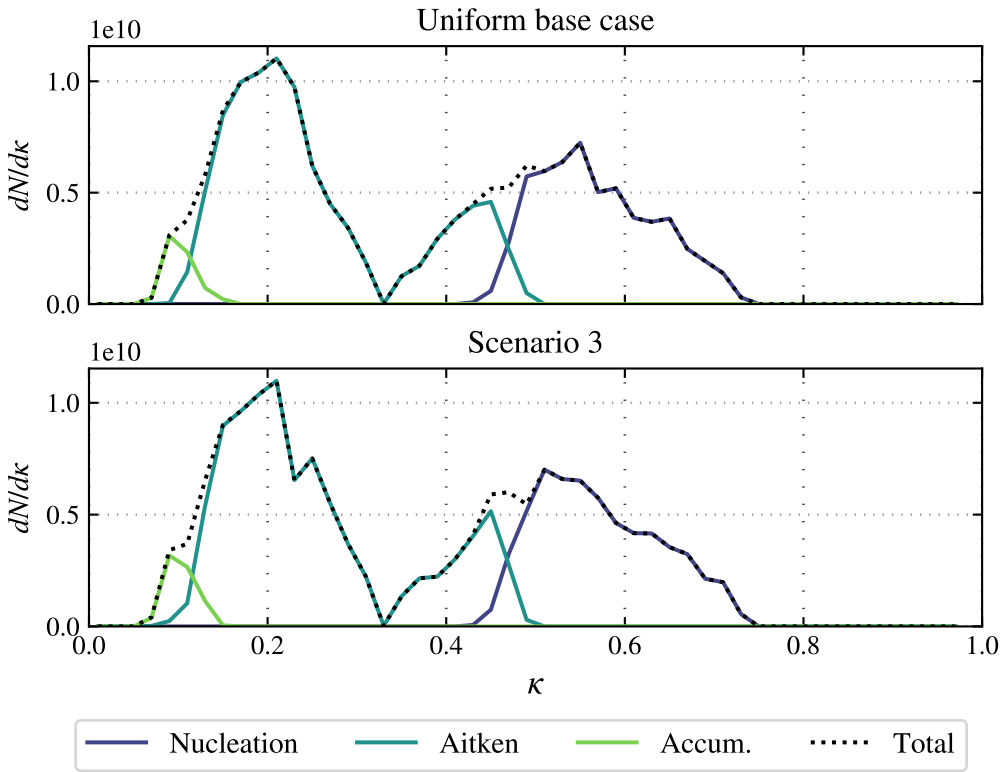 Uniform base case
1e10
1.0
0.5
0.0
dN/dκ
Scenario 3
1e10
1.0
0.5
0.0
dN/dκ
0.0 0.2 0.4 0.6 0.8 1.0
κ
Nucleation Aitken Accum. Total